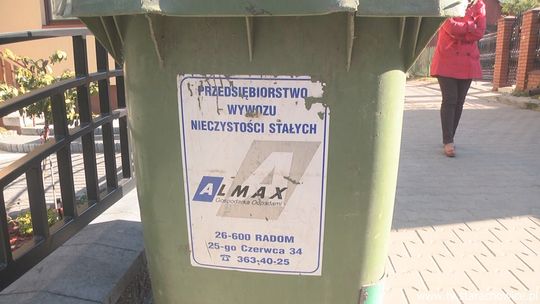 PRZEDSIĘBIORSTWO
WYWOZU
NIECZYSTOŚCI STAŁYCH
ALMAX
Gospodarka Odpadami
26-600 RADOM
25-go Czerwca 34
☎ 363-40-25